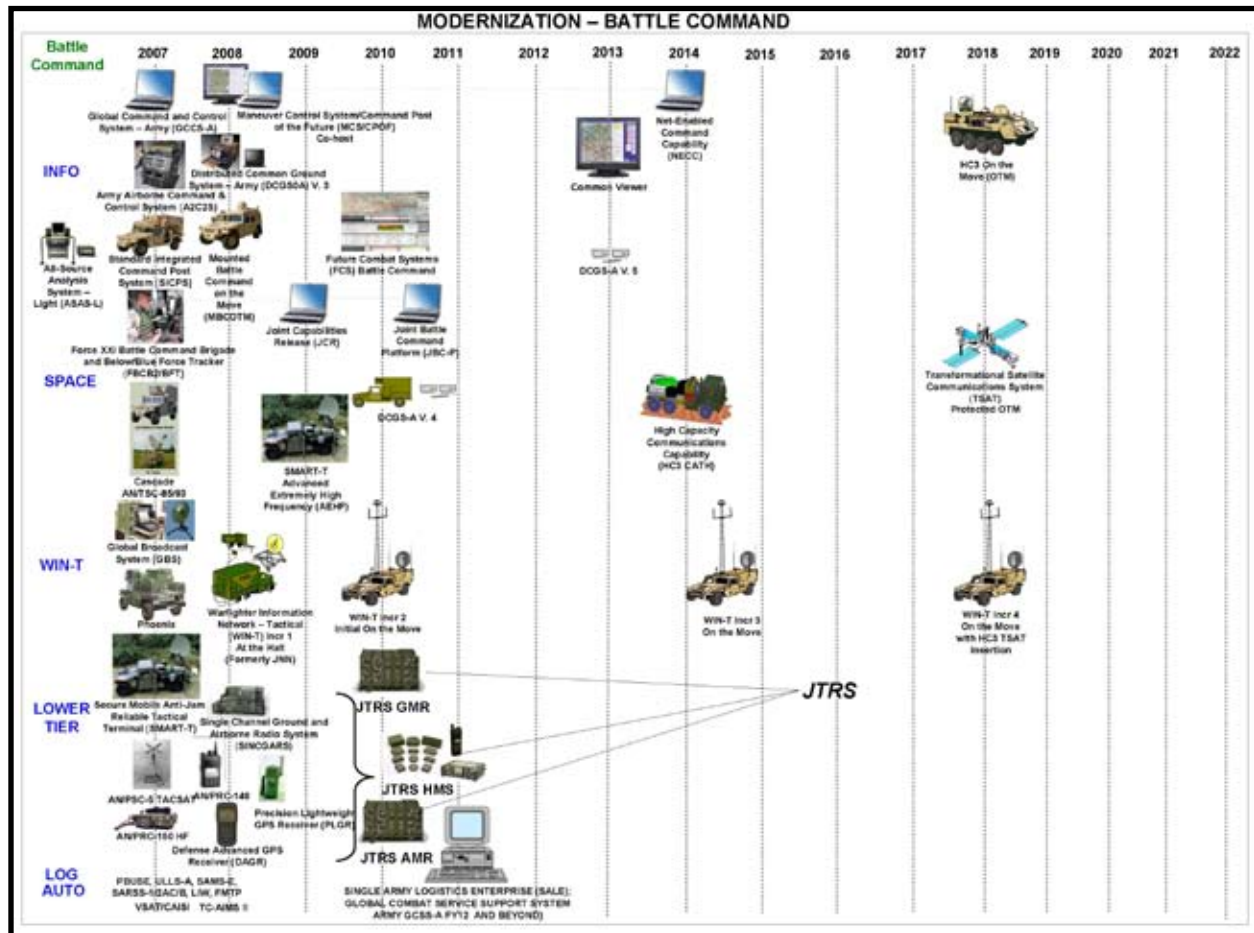 MODERNIZATION – BATTLE COMMAND
Battle
Command
2007 2008 2009 2010 2011 2012 2013 2014 2015 2016 2017 2018 2019 2020 2021 2022
Global Command and Control
System – Army (GCCS-A)
Maneuver Control System/Command Post
of the Future (MCS/CPOF)
Co-host
Net-Enabled
Command
Capability
(NECC)
INFO
Army Airborne Command &
Control System (A2C2S)
Distributed Common Ground
System – Army (DCGS0A) V. 3
Common Viewer
HC3 On the
Move (OTM)
All-Source
Analysis
System –
Light (ASAS-L)
Standard Integrated
Command Post
System (SICPS)
Mounted
Battle
Command
on the
Move
(MBCOTM)
Future Combat Systems
(FCS) Battle Command
DCGS-A V. 5
Force XXI Battle Command Brigade
and Below/Blue Force Tracker
(FBCB2/BFT)
Joint Capabilities
Release (JCR)
Joint Battle
Command
Platform (JBC-P)
SPACE
Transformational Satellite
Communications System
(TSAT)
Protected OTM
DCGS-A V. 4
Cascade
AN/TSC-85/93
SMART-T
Advanced
Extremely High
Frequency (AEHF)
High Capacity
Communications
Capability
(HC3 CATH)
WIN-T
Global Broadcast
System (GBS)
Phoenix
Warfighter Information
Network – Tactical
(WIN-T) Incr 1
At the Halt
(Formerly JNN)
WIN-T Incr 2
Initial On the Move
WIN-T Incr 3
On the Move
WIN-T Incr 4
On the Move
with HC3 TSAT
Insertion
LOWER
TIER
Secure Mobile Anti-Jam
Reliable Tactical
Terminal (SMART-T)
Single Channel Ground and
Airborne Radio System
(SINCGARS)
JTRS GMR
JTRS
AN/PSC-5 TACSAT
AN/PRC-148
Precision Lightweight
GPS Receiver (PLGR)
JTRS HMS
AN/PRC/150 HF
Defense Advanced GPS
Receiver (DAGR)
JTRS AMR
LOG
AUTO
PBUSE, ULLS-A, SAMS-E,
LIW, FMTP
VSAT/CAISI TC-AIMS II
SINGLE ARMY LOGISTICS ENTERPRISE (SALE);
GLOBAL COMBAT SERVICE SUPPORT SYSTEM
ARMY GCSS-A FY12 AND BEYOND)